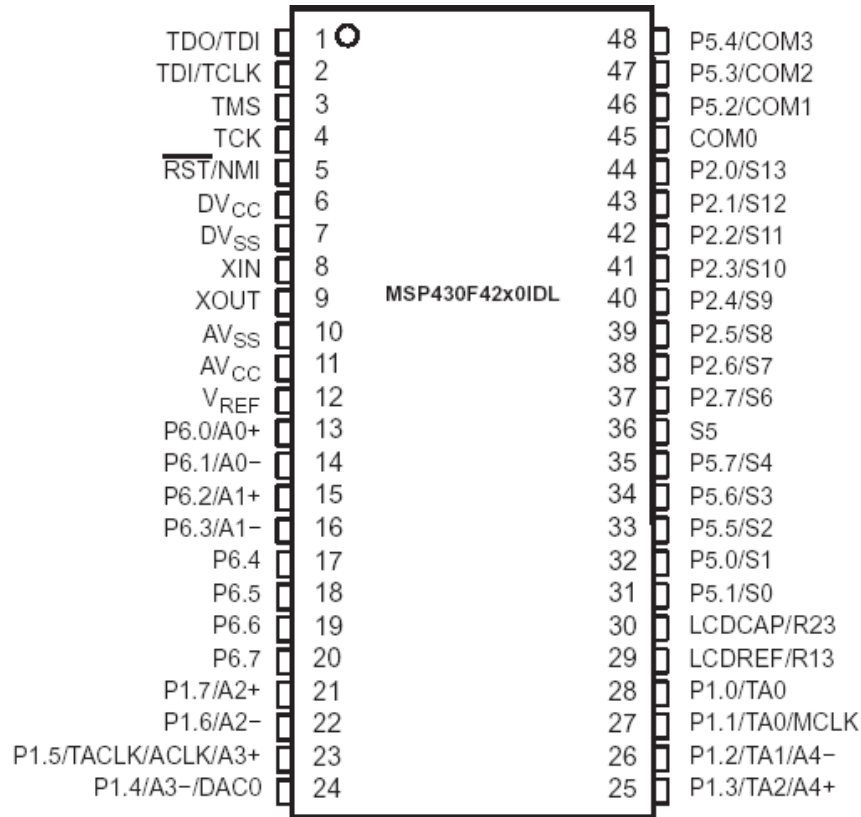 TDO/TDI 1 48 P5.4/COM3
TDI/TCLK 2 47 P5.3/COM2
TMS 3 46 P5.2/COM1
TCK 4 45 COM0
R̅S̅T̅/NMI 5 44 P2.0/S13
DVCC 6 43 P2.1/S12
DVSS 7 42 P2.2/S11
XIN 8 41 P2.3/S10
XOUT 9 MSP430F42x0IDL 40 P2.4/S9
AVSS 10 39 P2.5/S8
AVCC 11 38 P2.6/S7
VREF 12 37 P2.7/S6
P6.0/A0+ 13 36 S5
P6.1/A0− 14 35 P5.7/S4
P6.2/A1+ 15 34 P5.6/S3
P6.3/A1− 16 33 P5.5/S2
P6.4 17 32 P5.0/S1
P6.5 18 31 P5.1/S0
P6.6 19 30 LCDCAP/R23
P6.7 20 29 LCDREF/R13
P1.7/A2+ 21 28 P1.0/TA0
P1.6/A2− 22 27 P1.1/TA0/MCLK
P1.5/TACLK/ACLK/A3+ 23 26 P1.2/TA1/A4−
P1.4/A3−/DAC0 24 25 P1.3/TA2/A4+